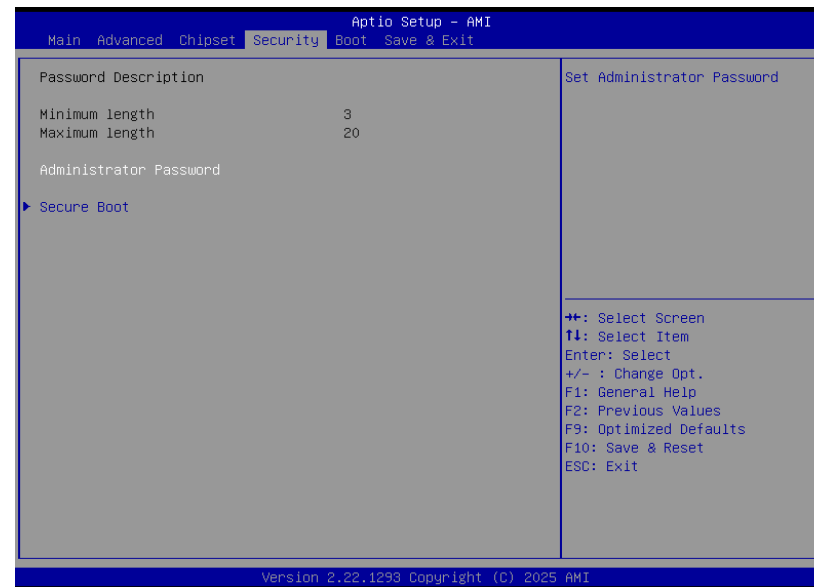 Aptio Setup – AMI
Main Advanced Chipset Security Boot Save & Exit
Password Description
Minimum length 3
Maximum length 20
Administrator Password
▶ Secure Boot
Set Administrator Password
→←: Select Screen
↑↓: Select Item
Enter: Select
+/- : Change Opt.
F1: General Help
F2: Previous Values
F9: Optimized Defaults
F10: Save & Reset
ESC: Exit
Version 2.22.1293 Copyright (C) 2025 AMI